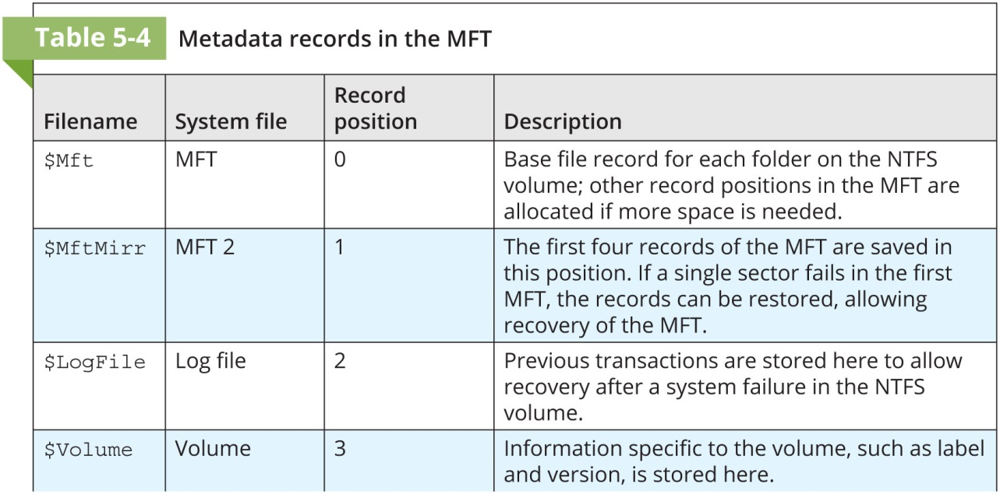 Table 5-4 Metadata records in the MFT
Filename System file Record position Description
$Mft MFT 0 Base file record for each folder on the NTFS
volume; other record positions in the MFT are
allocated if more space is needed.
$MftMirr MFT 2 1 The first four records of the MFT are saved in
this position. If a single sector fails in the first
MFT, the records can be restored, allowing
recovery of the MFT.
$LogFile Log file 2 Previous transactions are stored here to allow
recovery after a system failure in the NTFS
volume.
$Volume Volume 3 Information specific to the volume, such as label
and version, is stored here.